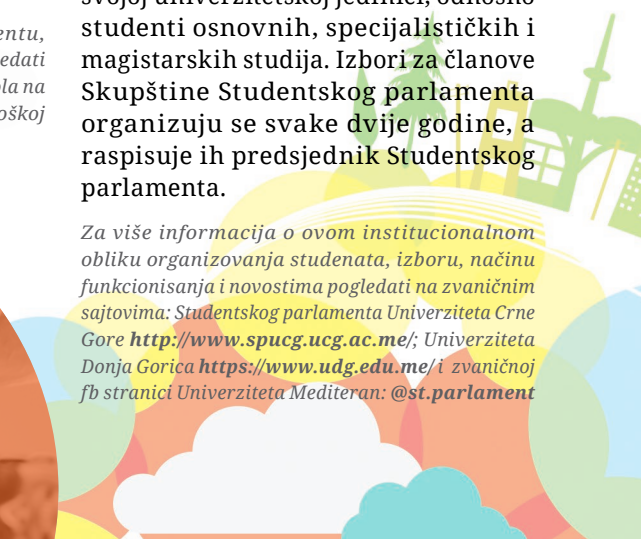 entu,
edati
ola na
oškoj
svojoj univerzitetskoj jedinici, odnosno
studenti osnovnih, specijalističkih i
magistarskih studija. Izbori za članove
Skupštine Studentskog parlamenta
organizuju se svake dvije godine, a
raspisuje ih predsjednik Studentskog
parlamenta.
Za više informacija o ovom institucionalnom
obliku organizovanja studenata, izboru, načinu
funkcionisanja i novostima pogledati na zvaničnim
sajtovima: Studentskog parlamenta Univerziteta Crne
Gore http://www.spucg.ucg.ac.me/; Univerziteta
Donja Gorica https://www.udg.edu.me/ i zvaničnoj
fb stranici Univerziteta Mediteran: @st.parlament